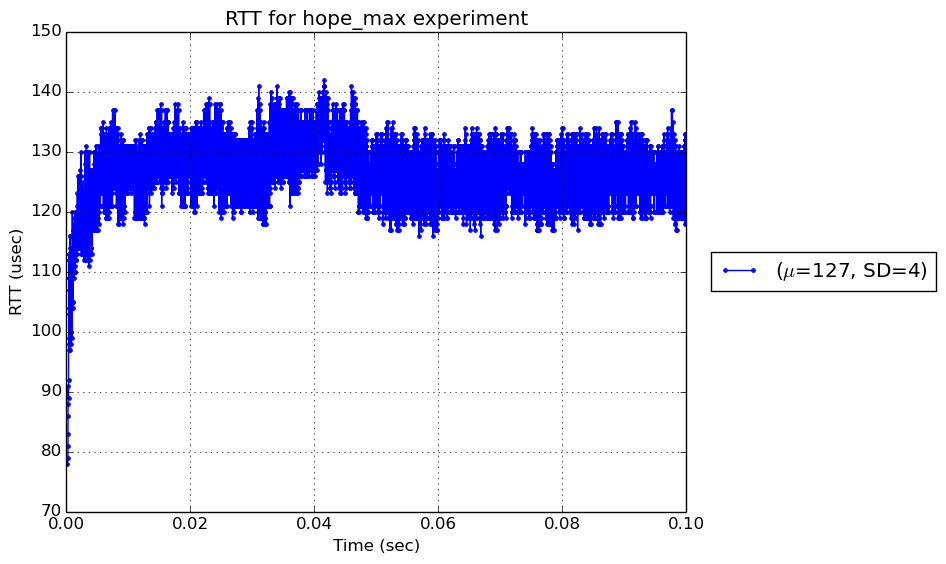 RTT for hope_max experiment
150
140
130
120
110
100
90
80
70
RTT (usec)
0.00 0.02 0.04 0.06 0.08 0.10
Time (sec)
(μ=127, SD=4)